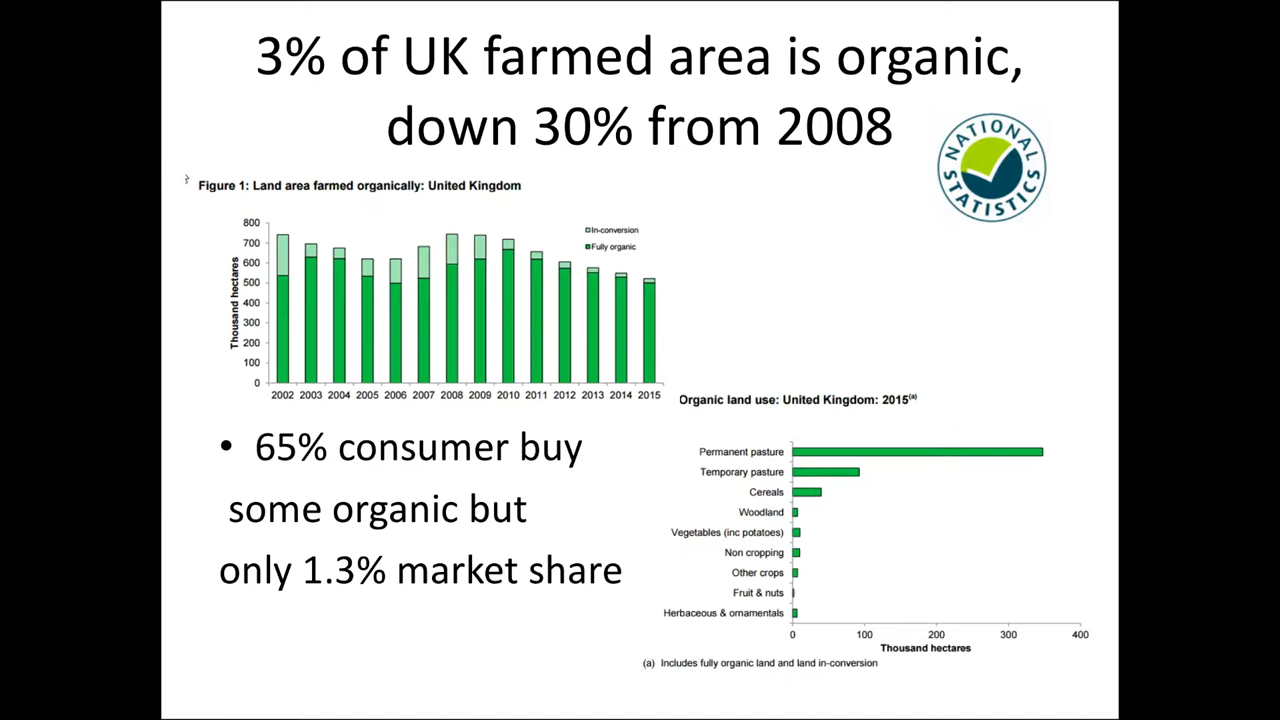 3% of UK farmed area is organic,
down 30% from 2008
NATIONAL STATISTICS
Figure 1: Land area farmed organically: United Kingdom
800
700
600
500
400
300
200
100
0
Thousand hectares
In-conversion
Fully organic
2002 2003 2004 2005 2006 2007 2008 2009 2010 2011 2012 2013 2014 2015
• 65% consumer buy
some organic but
only 1.3% market share
Organic land use: United Kingdom: 2015(a)
Permanent pasture
Temporary pasture
Cereals
Woodland
Vegetables (inc potatoes)
Non cropping
Other crops
Fruit & nuts
Herbaceous & ornamentals
0 100 200 300 400
Thousand hectares
(a) Includes fully organic land and land in-conversion